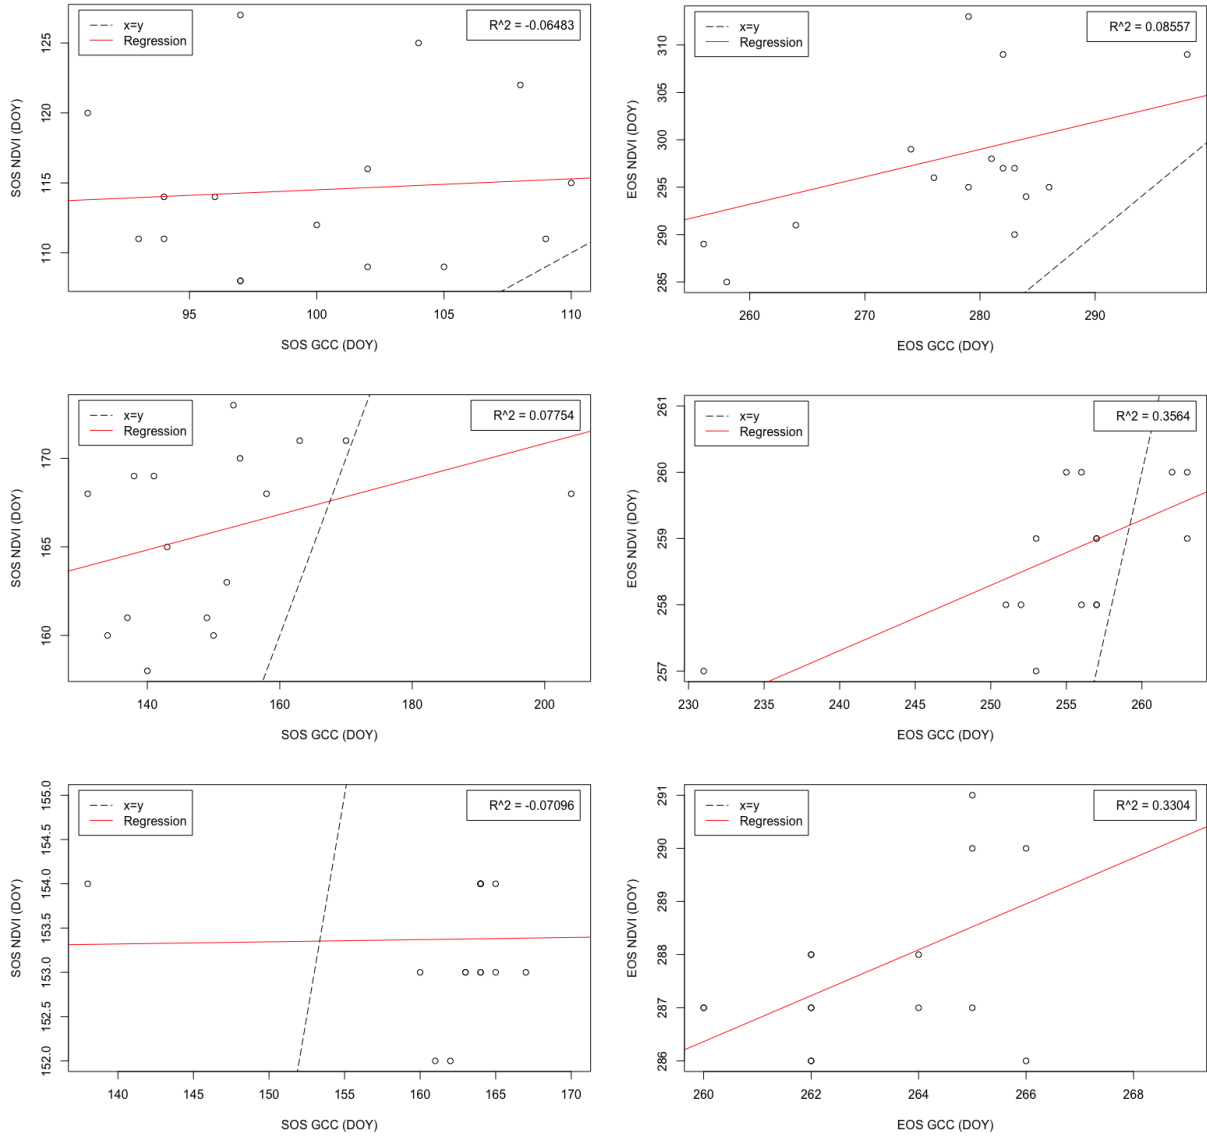 x=y
Regression
R^2 = -0.06483
125
120
115
110
SOS NDVI (DOY)
95 100 105 110
SOS GCC (DOY)
x=y
Regression
R^2 = 0.08557
310
305
300
295
290
285
EOS NDVI (DOY)
260 270 280 290
EOS GCC (DOY)
x=y
Regression
R^2 = 0.07754
170
165
160
SOS NDVI (DOY)
140 160 180 200
SOS GCC (DOY)
x=y
Regression
R^2 = 0.3564
261
260
259
258
257
EOS NDVI (DOY)
230 235 240 245 250 255 260
EOS GCC (DOY)
x=y
Regression
R^2 = -0.07096
155.0
154.5
154.0
153.5
153.0
152.5
152.0
SOS NDVI (DOY)
140 145 150 155 160 165 170
SOS GCC (DOY)
x=y
Regression
R^2 = 0.3304
291
290
289
288
287
286
EOS NDVI (DOY)
260 262 264 266 268
EOS GCC (DOY)